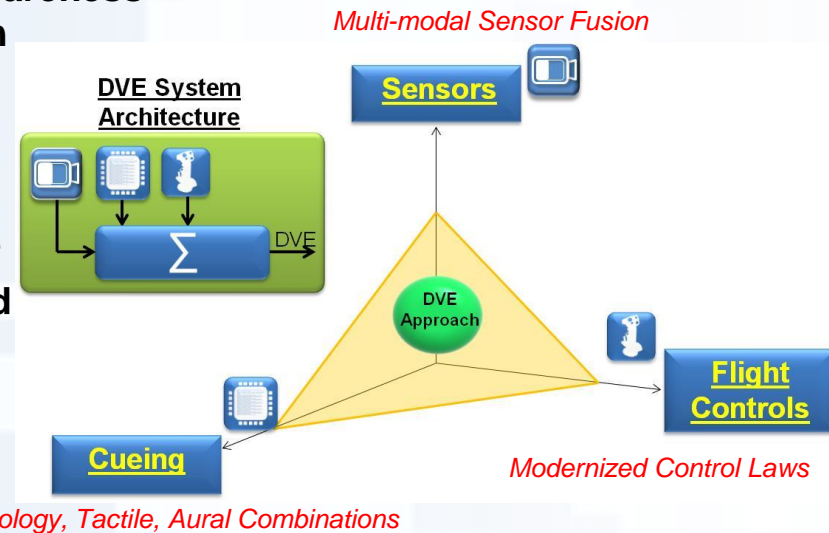 Multi-modal Sensor Fusion
DVE System
Architecture
Sensors
Σ
DVE
DVE
Approach
Flight
Controls
Cueing
Modernized Control Laws
Tactile, Aural Combinations